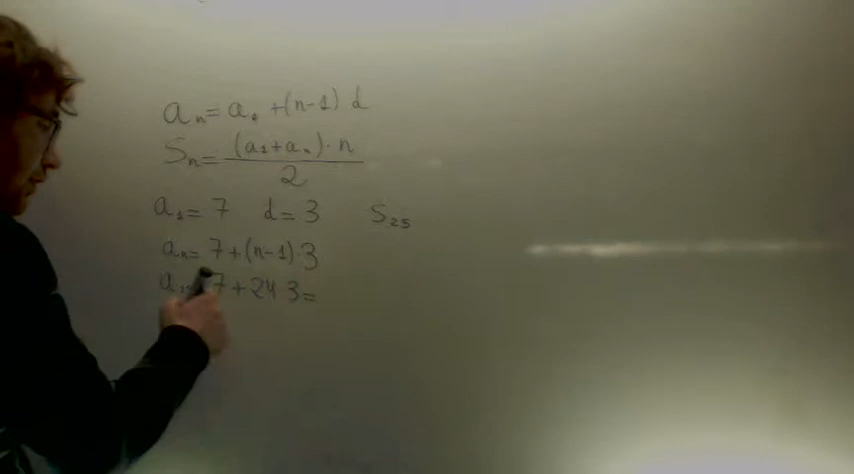 aₙ = a₁ + (n-1) d
Sₙ = (a₁+aₙ)·n / 2
a₁ = 7 d = 3 S₂₅
aₙ = 7 + (n-1)·3
7 + 24 3 =